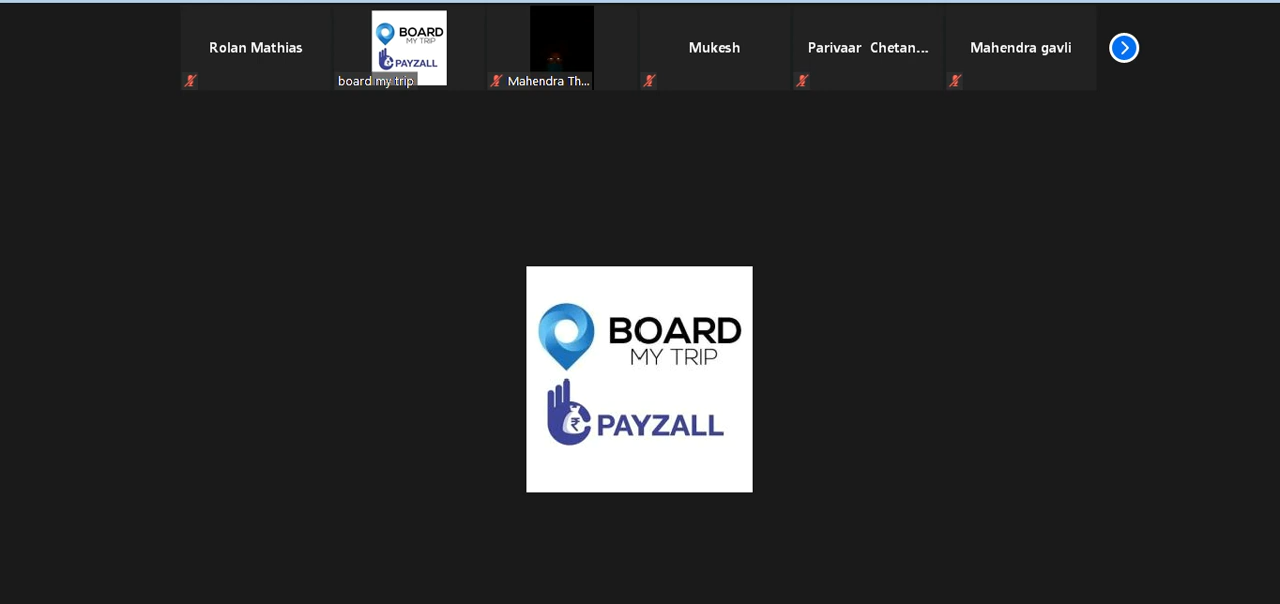 Rolan Mathias
BOARD
MY TRIP
PAYZALL
board my trip
Mahendra Th...
Mukesh
Parivaar Chetan...
Mahendra gavli
BOARD
MY TRIP
₹
PAYZALL